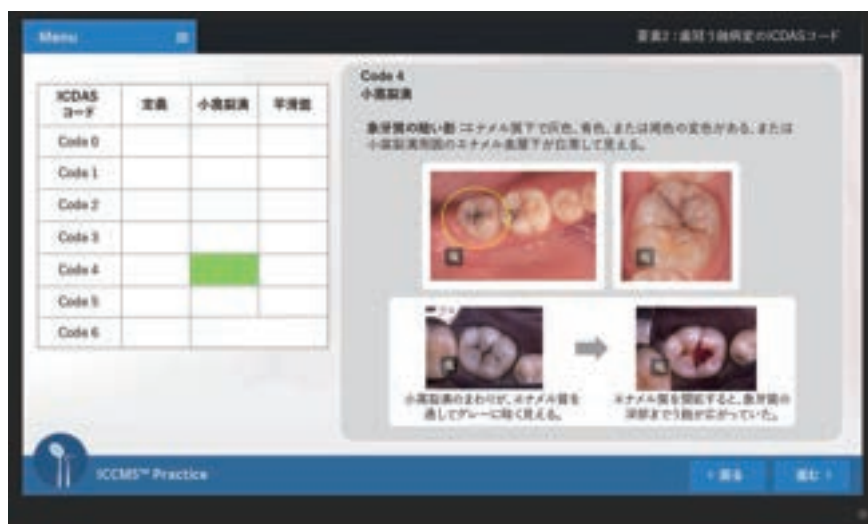 Menu
要素2：歯冠う蝕病変のICDASコード
ICDAS
コード
定義
小窩裂溝
平滑面
Code 0
Code 1
Code 2
Code 3
Code 4
Code 5
Code 6
Code 4
小窩裂溝
象牙質の暗い影：エナメル質下で灰色、青色、または褐色の変色がある、または
小窩裂溝周囲のエナメル質層下が白濁して見える。
小窩裂溝のまわりが、エナメル質を
通してグレーに暗く見える。
エナメル質を開拡すると、象牙質の
深部までう蝕が広がっていた。
ICCMS™ Practice
戻る
進む